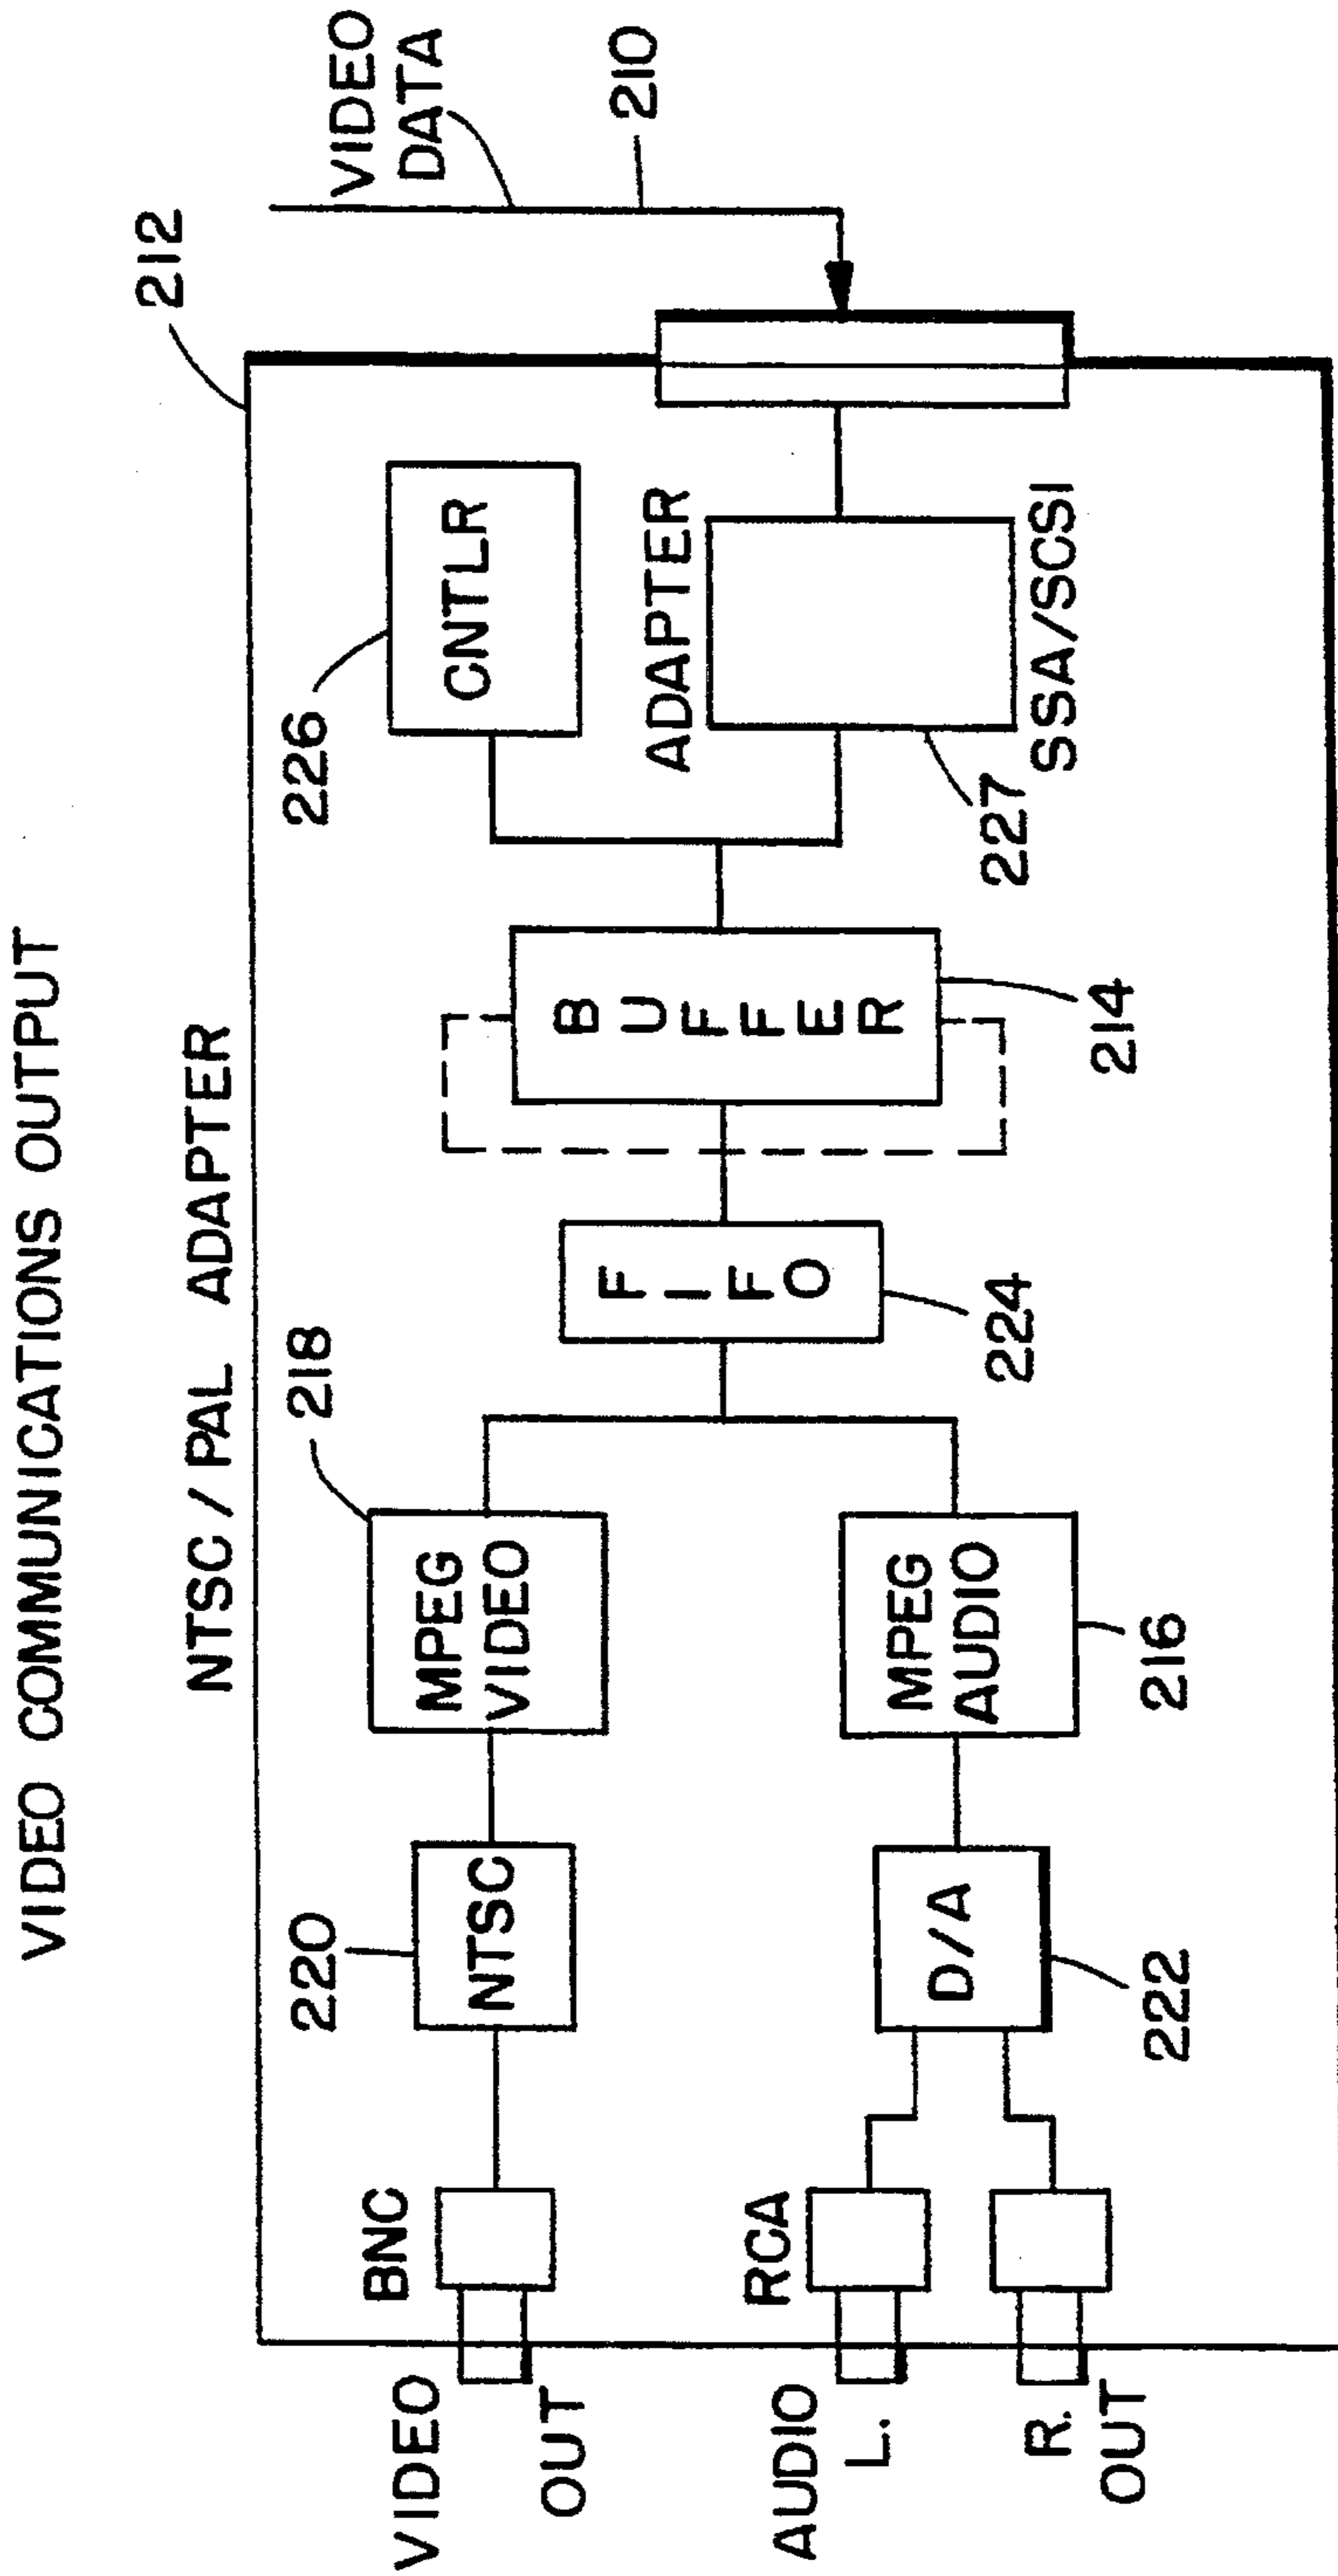 VIDEO COMMUNICATIONS OUTPUT
NTSC/PAL ADAPTER
212
VIDEO
DATA
210
VIDEO
OUT
BNC
220
NTSC
218
MPEG
VIDEO
226
CNTLR
AUDIO
L.
R.
OUT
RCA
D/A
222
MPEG
AUDIO
216
FIFO
224
BUFFER
214
ADAPTER
227
SSA/SCSI